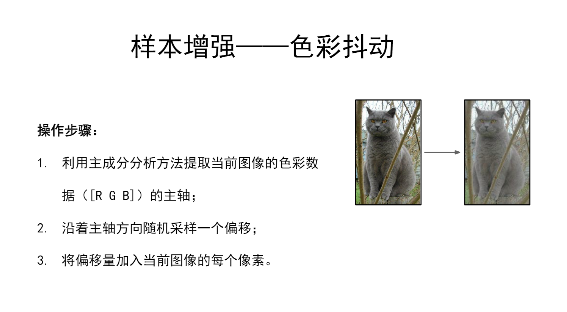 样本增强——色彩抖动
操作步骤：
1. 利用主成分分析方法提取当前图像的色彩数
据（[R G B]）的主轴；
2. 沿着主轴方向随机采样一个偏移；
3. 将偏移量加入当前图像的每个像素。